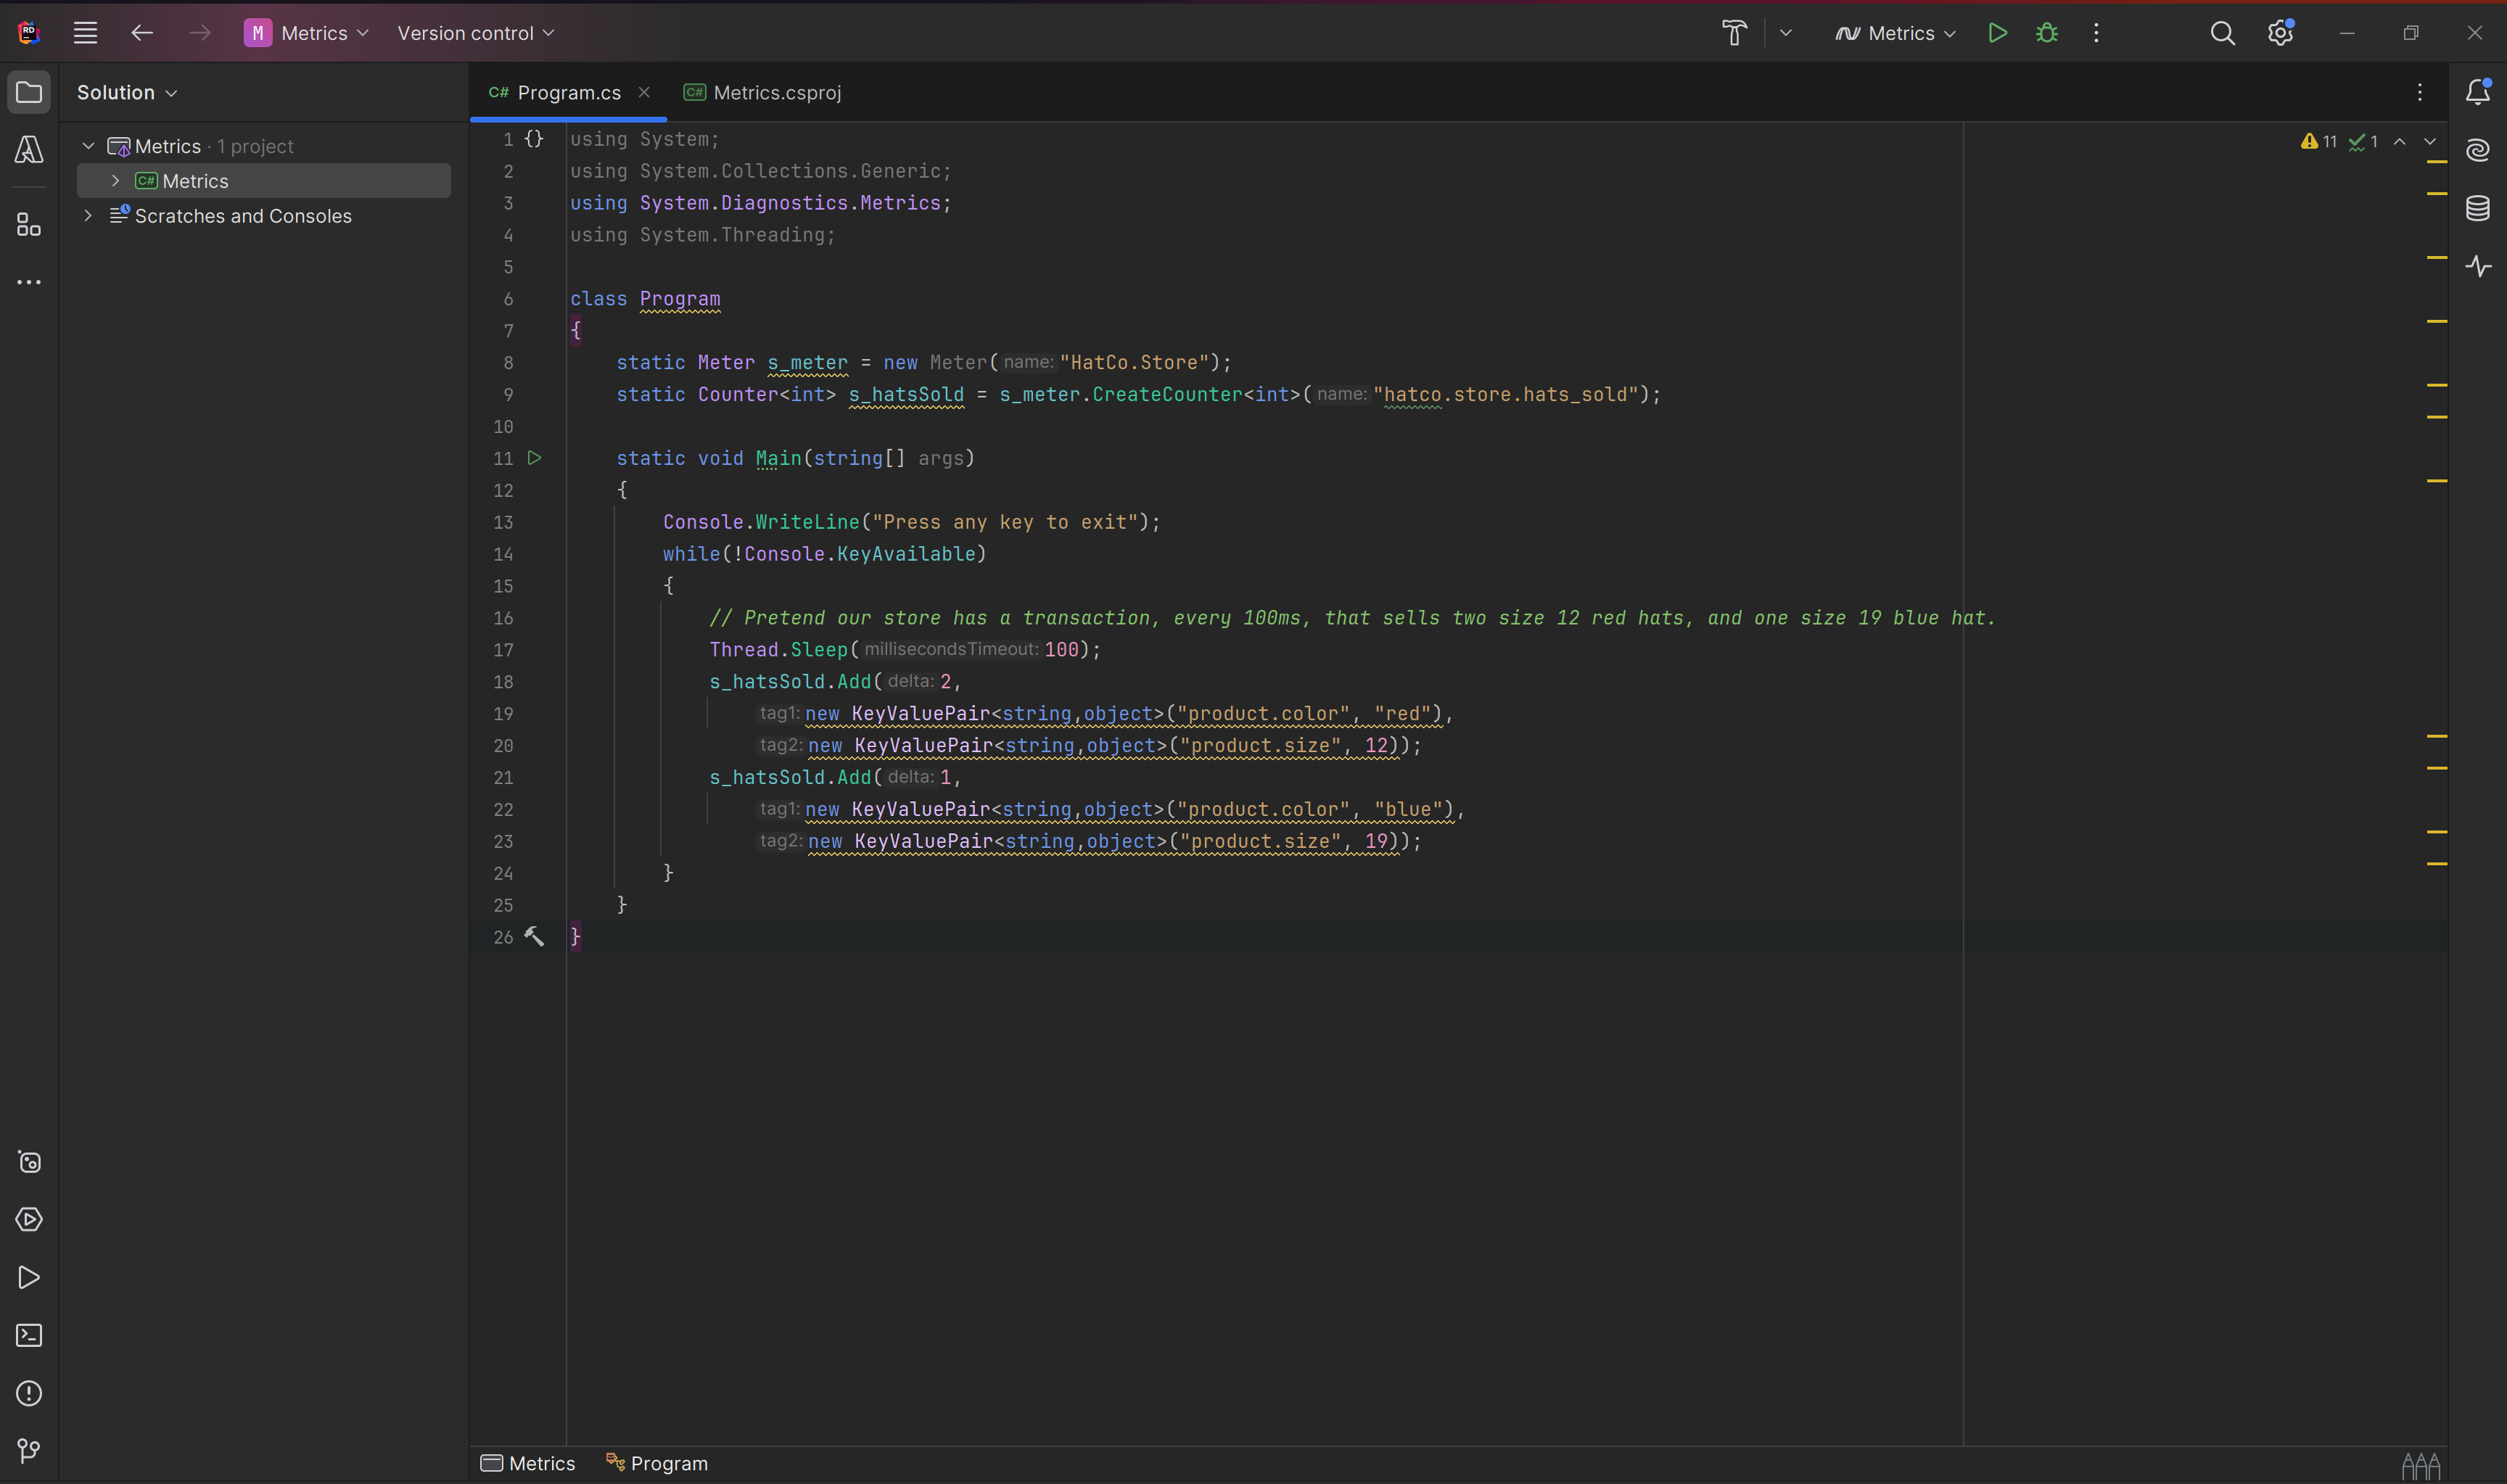 M Metrics Version control Metrics
Solution
Program.cs
Metrics.csproj
Metrics · 1 project
C# Metrics
Scratches and Consoles
11 1
1 {} using System;
2 using System.Collections.Generic;
3 using System.Diagnostics.Metrics;
4 using System.Threading;
5
6 class Program
7 {
8 static Meter s_meter = new Meter( name: "HatCo.Store");
9 static Counter<int> s_hatsSold = s_meter.CreateCounter<int>( name: "hatco.store.hats_sold");
10
11 static void Main(string[] args)
12 {
13 Console.WriteLine("Press any key to exit");
14 while(!Console.KeyAvailable)
15 {
16 // Pretend our store has a transaction, every 100ms, that sells two size 12 red hats, and one size 19 blue hat.
17 Thread.Sleep( millisecondsTimeout: 100);
18 s_hatsSold.Add( delta: 2,
19 tag1: new KeyValuePair<string,object>("product.color", "red"),
20 tag2: new KeyValuePair<string,object>("product.size", 12));
21 s_hatsSold.Add( delta: 1,
22 tag1: new KeyValuePair<string,object>("product.color", "blue"),
23 tag2: new KeyValuePair<string,object>("product.size", 19));
24 }
25 }
26 }
Metrics Program